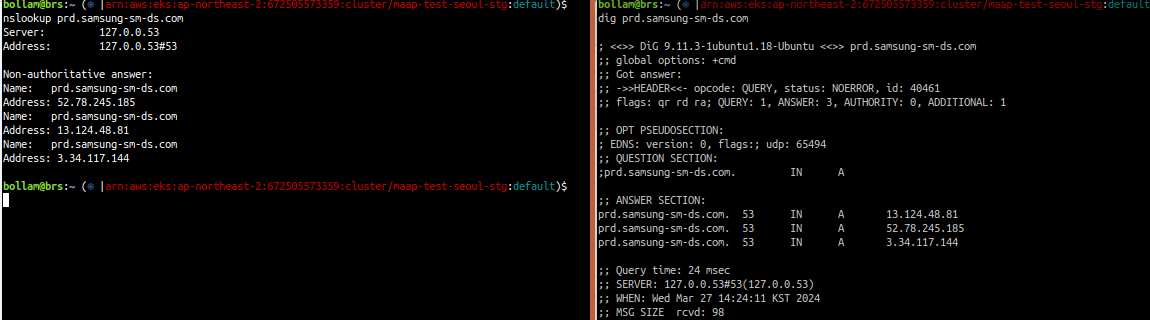 bollam@brs:~ (⎈ |arn:aws:eks:ap-northeast-2:672505573359:cluster/maap-test-seoul-stg:default)$
nslookup prd.samsung-sm-ds.com
Server:         127.0.0.53
Address:        127.0.0.53#53

Non-authoritative answer:
Name:   prd.samsung-sm-ds.com
Address: 52.78.245.185
Name:   prd.samsung-sm-ds.com
Address: 13.124.48.81
Name:   prd.samsung-sm-ds.com
Address: 3.34.117.144

bollam@brs:~ (⎈ |arn:aws:eks:ap-northeast-2:672505573359:cluster/maap-test-seoul-stg:default)$
bollam@brs:~ (⎈ |arn:aws:eks:ap-northeast-2:672505573359:cluster/maap-test-seoul-stg:default)$
dig prd.samsung-sm-ds.com

; <<>> DiG 9.11.3-1ubuntu1.18-Ubuntu <<>> prd.samsung-sm-ds.com
;; global options: +cmd
;; Got answer:
;; ->>HEADER<<- opcode: QUERY, status: NOERROR, id: 40461
;; flags: qr rd ra; QUERY: 1, ANSWER: 3, AUTHORITY: 0, ADDITIONAL: 1

;; OPT PSEUDOSECTION:
; EDNS: version: 0, flags:; udp: 65494
;; QUESTION SECTION:
;prd.samsung-sm-ds.com.         IN      A

;; ANSWER SECTION:
prd.samsung-sm-ds.com.  53      IN      A       13.124.48.81
prd.samsung-sm-ds.com.  53      IN      A       52.78.245.185
prd.samsung-sm-ds.com.  53      IN      A       3.34.117.144

;; Query time: 24 msec
;; SERVER: 127.0.0.53#53(127.0.0.53)
;; WHEN: Wed Mar 27 14:24:11 KST 2024
;; MSG SIZE  rcvd: 98